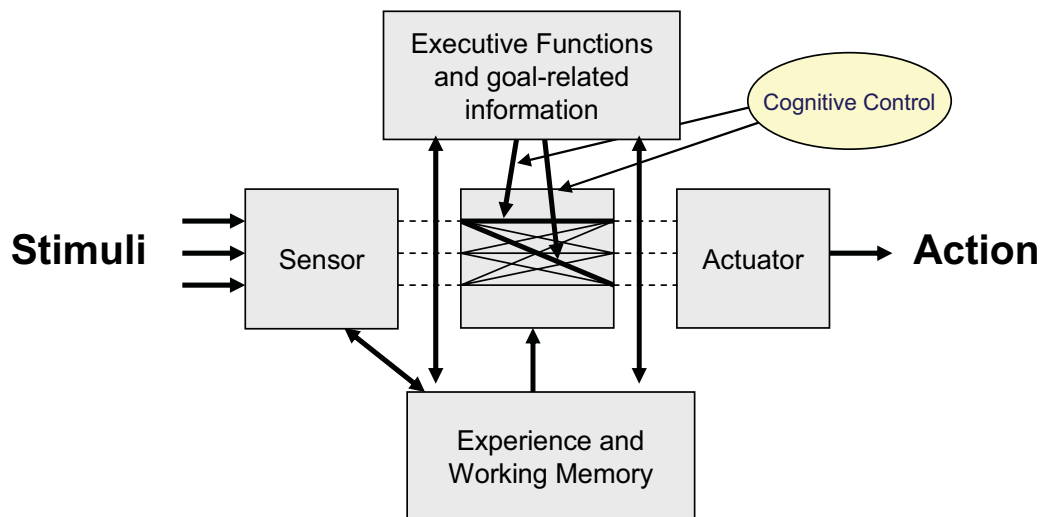 Executive Functions
and goal-related
information
Cognitive Control
Stimuli
Sensor
Actuator
Action
Experience and
Working Memory